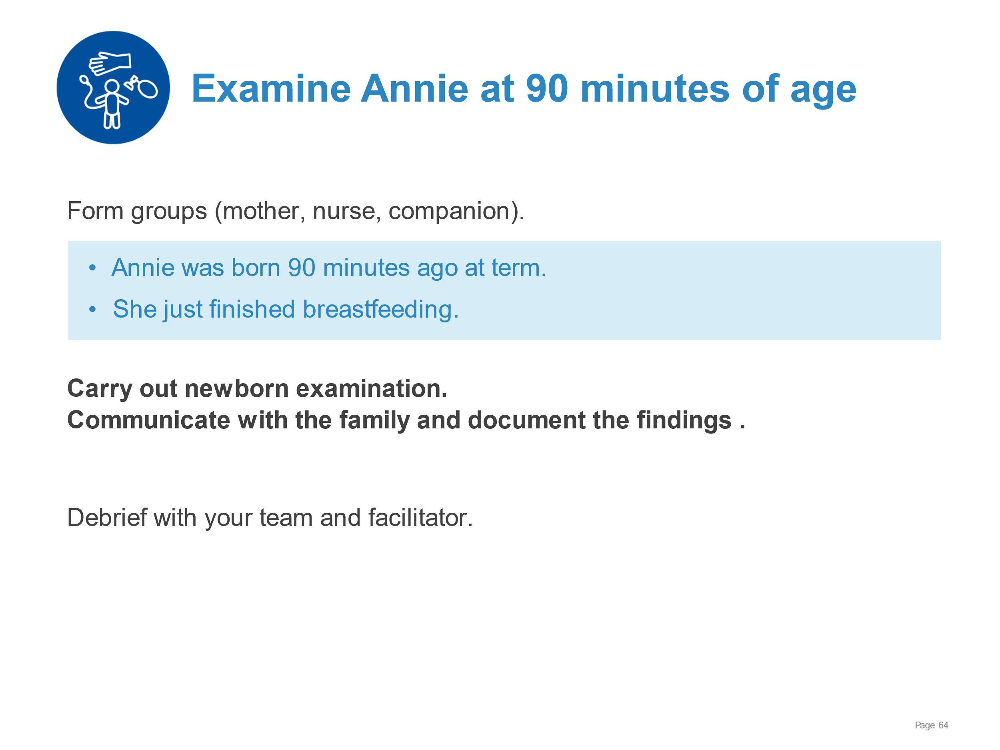 Examine Annie at 90 minutes of age
Form groups (mother, nurse, companion).
• Annie was born 90 minutes ago at term.
• She just finished breastfeeding.
Carry out newborn examination.
Communicate with the family and document the findings .
Debrief with your team and facilitator.
Page 64